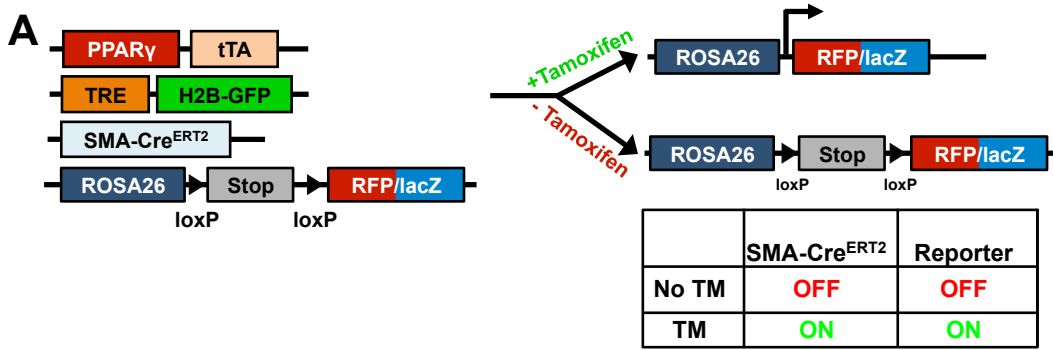 A
PPARγ tTA
TRE H2B-GFP
SMA-CreERT2
ROSA26 Stop RFP/lacZ
loxP loxP
+Tamoxifen
- Tamoxifen
ROSA26 RFP/lacZ
ROSA26 Stop RFP/lacZ
loxP loxP
SMA-CreERT2 Reporter
No TM OFF OFF
TM ON ON